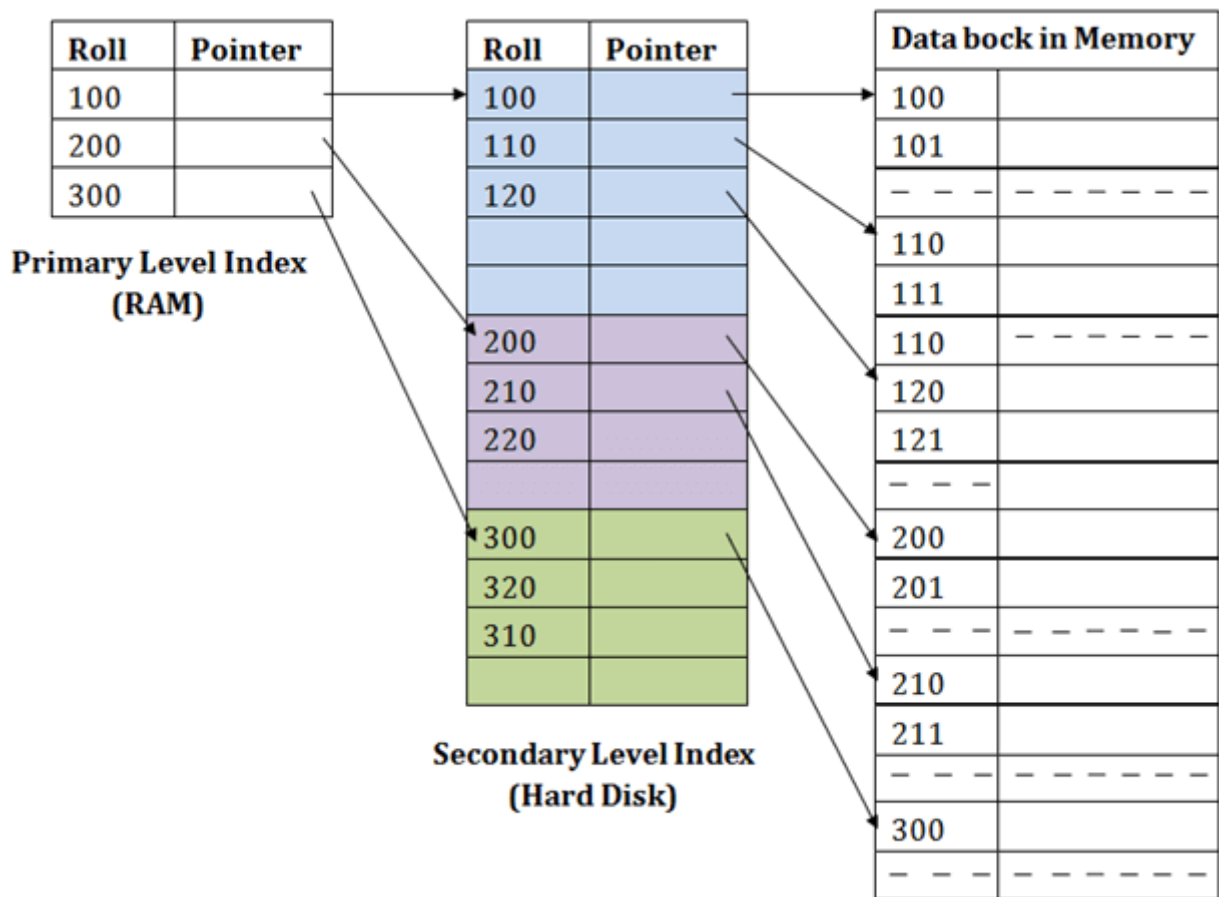 Roll Pointer
100
200
300
Primary Level Index
(RAM)
Roll Pointer
100
110
120
200
210
220
300
320
310
Secondary Level Index
(Hard Disk)
Data bock in Memory
100
101
— — — — — — — — —
110
111
110 — — — — — —
120
121
— — —
200
201
— — — — — — — — —
210
211
— — — — — — — — —
300
— — — — — — — — —